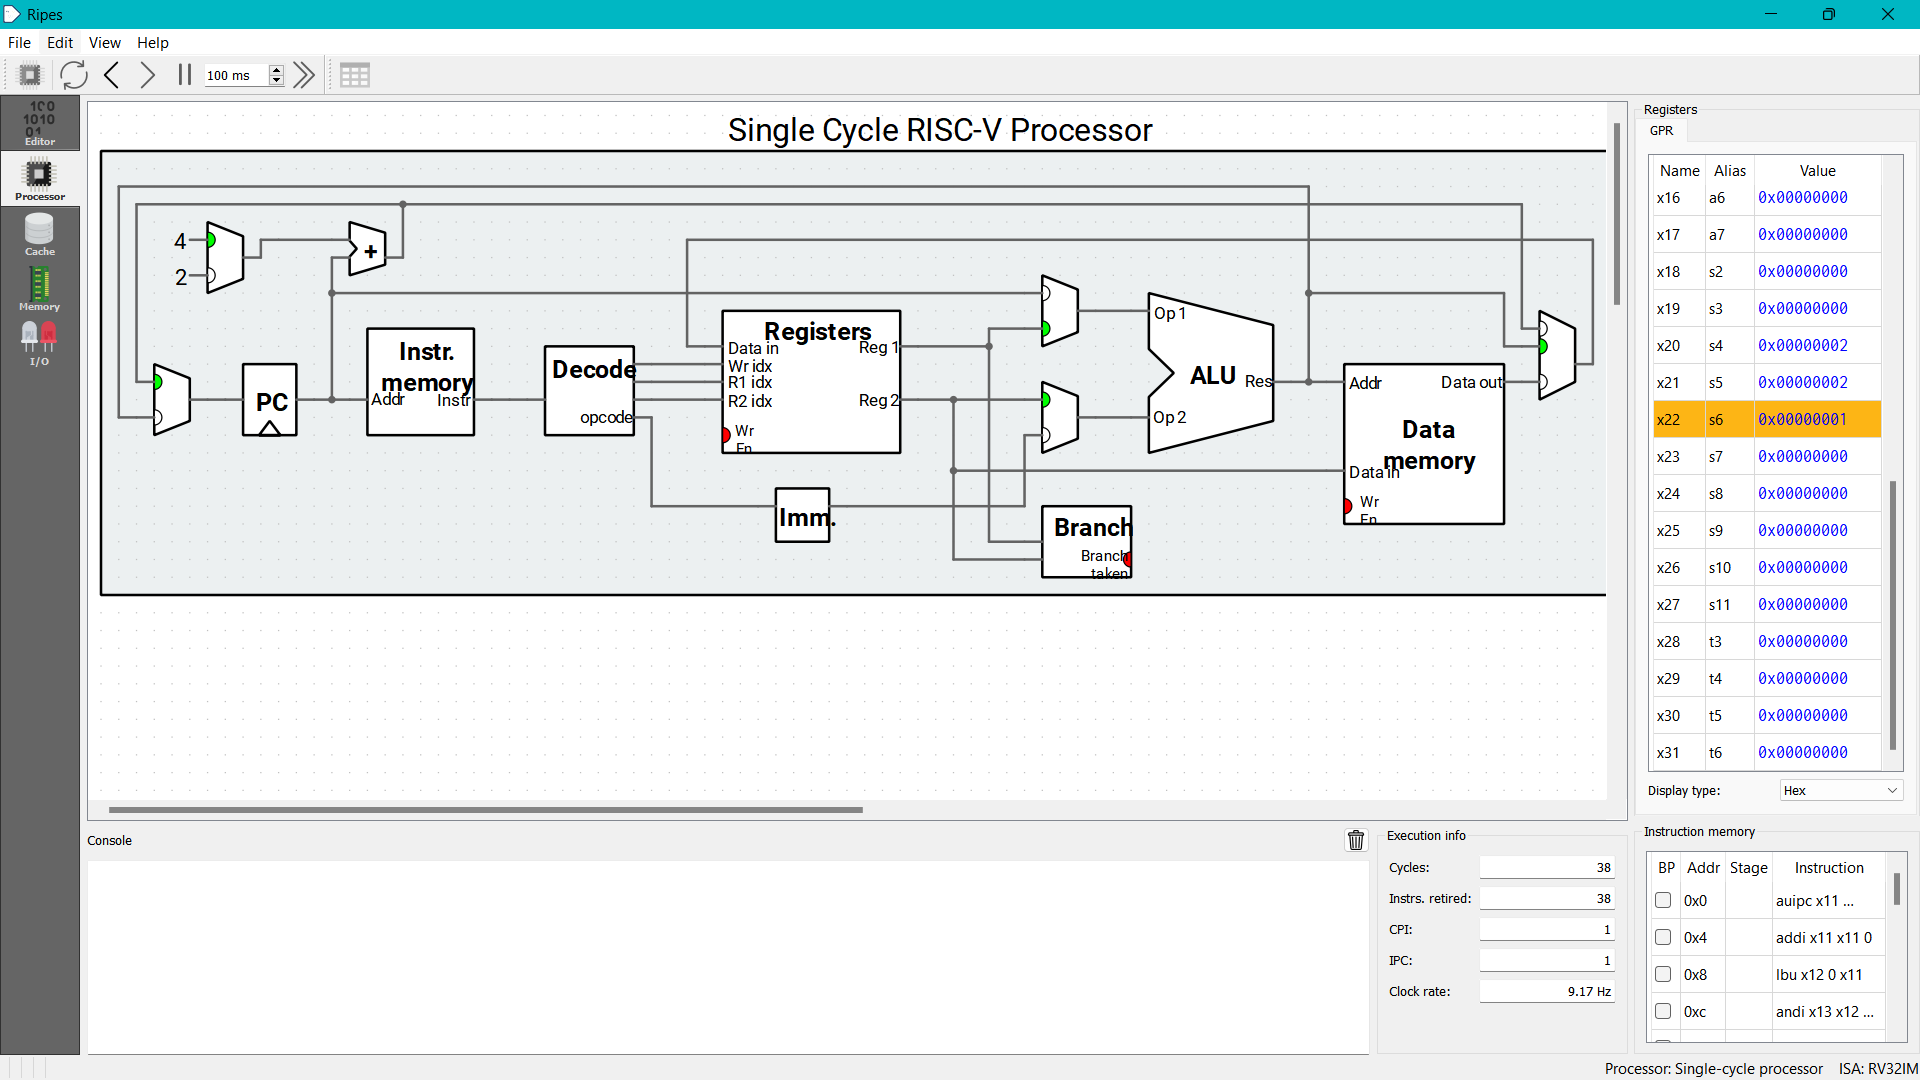 Ripes
File Edit View Help
100 ms
Editor
Processor
Cache
Memory
I/O
Single Cycle RISC-V Processor
4
2
+
PC
Instr.
memory
Addr
Instr
Decode
opcode
Registers
Data in
Wr idx
R1 idx
R2 idx
Wr
En
Reg 1
Reg 2
Imm.
Op 1
Op 2
ALU
Res
Branch
Branch
taken
Addr
Data out
Data
memory
Data in
Wr
En
Registers
GPR
Name Alias Value
x16 a6 0x00000000
x17 a7 0x00000000
x18 s2 0x00000000
x19 s3 0x00000000
x20 s4 0x00000002
x21 s5 0x00000002
x22 s6 0x00000001
x23 s7 0x00000000
x24 s8 0x00000000
x25 s9 0x00000000
x26 s10 0x00000000
x27 s11 0x00000000
x28 t3 0x00000000
x29 t4 0x00000000
x30 t5 0x00000000
x31 t6 0x00000000
Display type: Hex
Console
Execution info
Cycles: 38
Instrs. retired: 38
CPI: 1
IPC: 1
Clock rate: 9.17 Hz
Instruction memory
BP Addr Stage Instruction
0x0 auipc x11 ...
0x4 addi x11 x11 0
0x8 lbu x12 0 x11
0xc andi x13 x12 ...
Processor: Single-cycle processor ISA: RV32IM